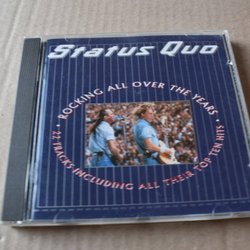 Status Quo
• ROCKING ALL OVER THE YEARS •
22 TRACKS INCLUDING ALL THEIR TOP TEN HITS